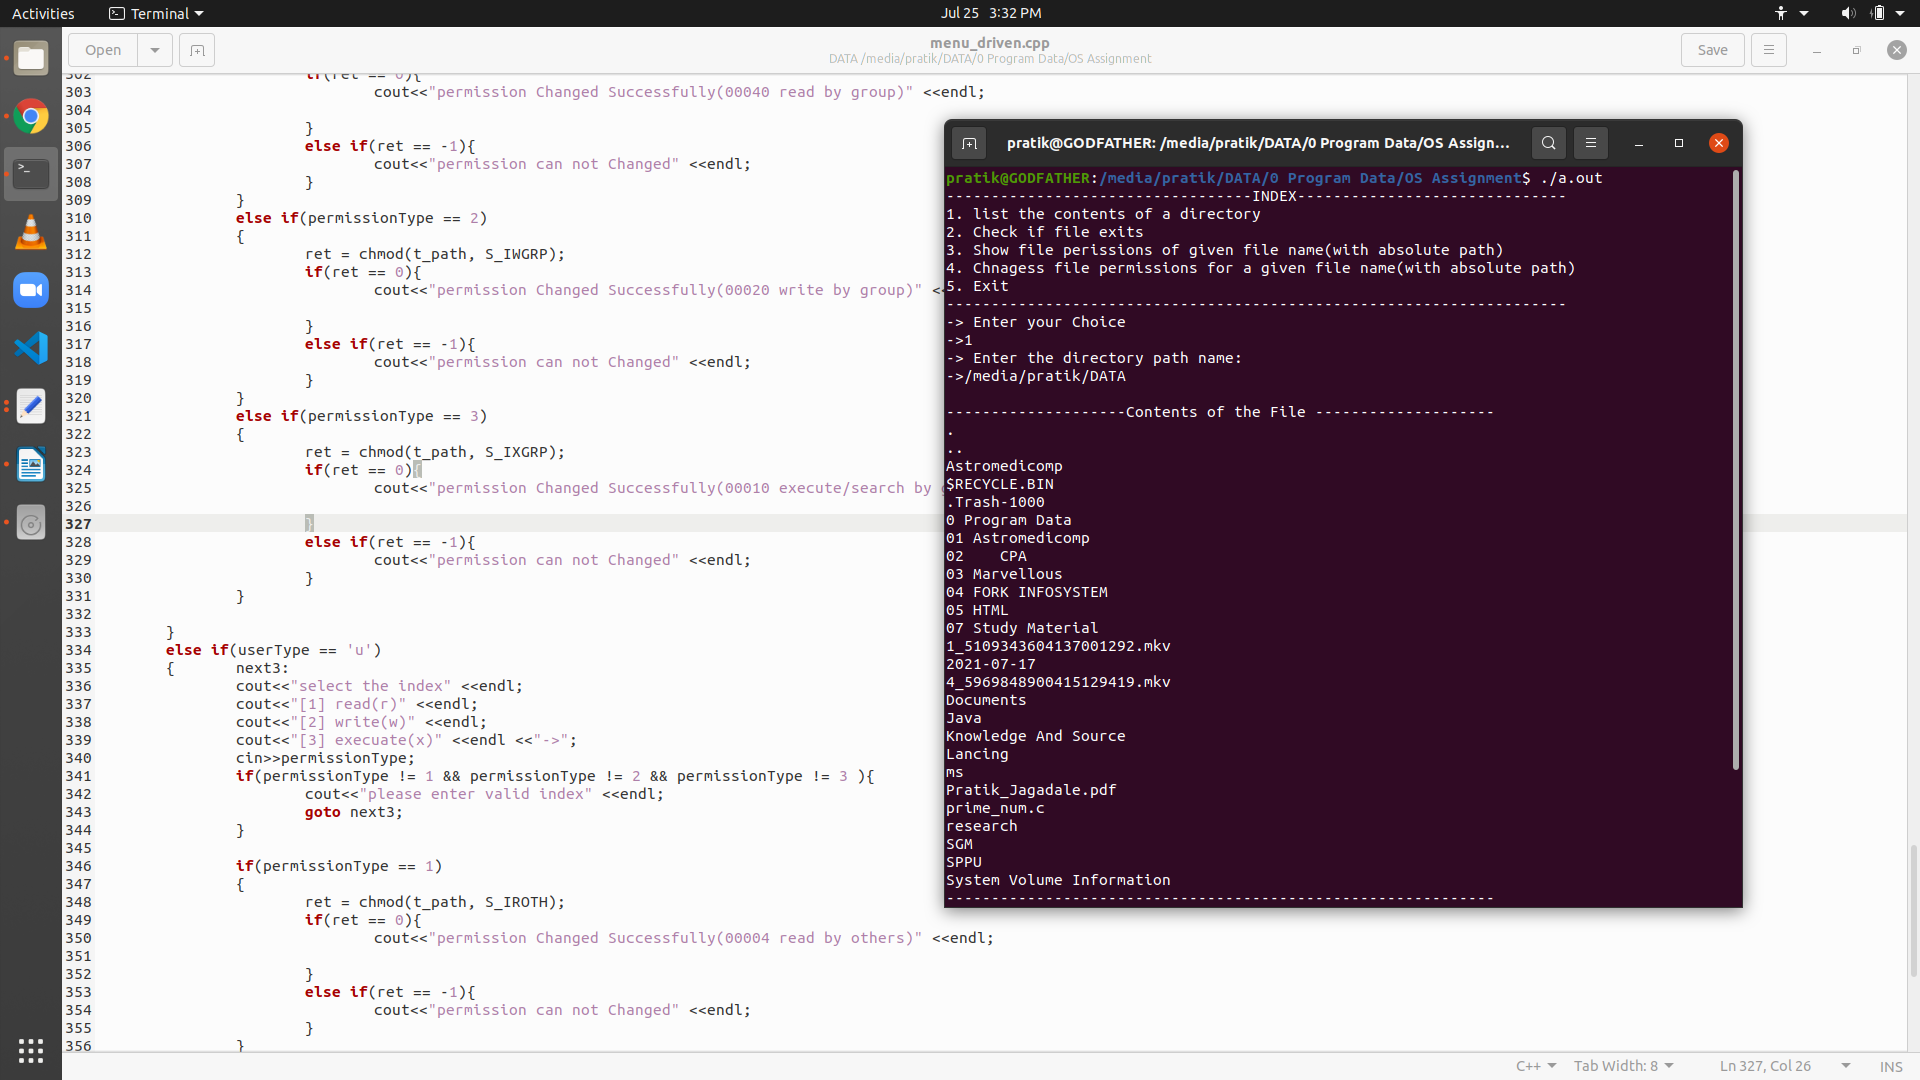 Activities
Terminal
Jul 25 3:32 PM
Open
menu_driven.cpp
DATA /media/pratik/DATA/0 Program Data/OS Assignment
Save
302 if(ret == 0){
303 cout<<"permission Changed Successfully(00040 read by group)" <<endl;
304
305 }
306 else if(ret == -1){
307 cout<<"permission can not Changed" <<endl;
308 }
309 }
310 else if(permissionType == 2)
311 {
312 ret = chmod(t_path, S_IWGRP);
313 if(ret == 0){
314 cout<<"permission Changed Successfully(00020 write by group)" <<
315
316 }
317 else if(ret == -1){
318 cout<<"permission can not Changed" <<endl;
319 }
320 }
321 else if(permissionType == 3)
322 {
323 ret = chmod(t_path, S_IXGRP);
324 if(ret == 0){
325 cout<<"permission Changed Successfully(00010 execute/search by
326
327 }
328 else if(ret == -1){
329 cout<<"permission can not Changed" <<endl;
330 }
331 }
332
333 }
334 else if(userType == 'u')
335 { next3:
336 cout<<"select the index" <<endl;
337 cout<<"[1] read(r)" <<endl;
338 cout<<"[2] write(w)" <<endl;
339 cout<<"[3] execuate(x)" <<endl <<"->";
340 cin>>permissionType;
341 if(permissionType != 1 && permissionType != 2 && permissionType != 3 ){
342 cout<<"please enter valid index" <<endl;
343 goto next3;
344 }
345
346 if(permissionType == 1)
347 {
348 ret = chmod(t_path, S_IROTH);
349 if(ret == 0){
350 cout<<"permission Changed Successfully(00004 read by others)" <<endl;
351
352 }
353 else if(ret == -1){
354 cout<<"permission can not Changed" <<endl;
355 }
356 }
pratik@GODFATHER: /media/pratik/DATA/0 Program Data/OS Assign...
pratik@GODFATHER:/media/pratik/DATA/0 Program Data/OS Assignment$ ./a.out
----------------------------------INDEX------------------------------
1. list the contents of a directory
2. Check if file exits
3. Show file perissions of given file name(with absolute path)
4. Chnagess file permissions for a given file name(with absolute path)
5. Exit
---------------------------------------------------------------------
-> Enter your Choice
->1
-> Enter the directory path name:
->/media/pratik/DATA
--------------------Contents of the File --------------------
.
..
Astromedicomp
$RECYCLE.BIN
.Trash-1000
0 Program Data
01 Astromedicomp
02    CPA
03 Marvellous
04 FORK INFOSYSTEM
05 HTML
07 Study Material
1_5109343604137001292.mkv
2021-07-17
4_5969848900415129419.mkv
Documents
Java
Knowledge And Source
Lancing
ms
Pratik_Jagadale.pdf
prime_num.c
research
SGM
SPPU
System Volume Information
-------------------------------------------------------------
C++
Tab Width: 8
Ln 327, Col 26
INS